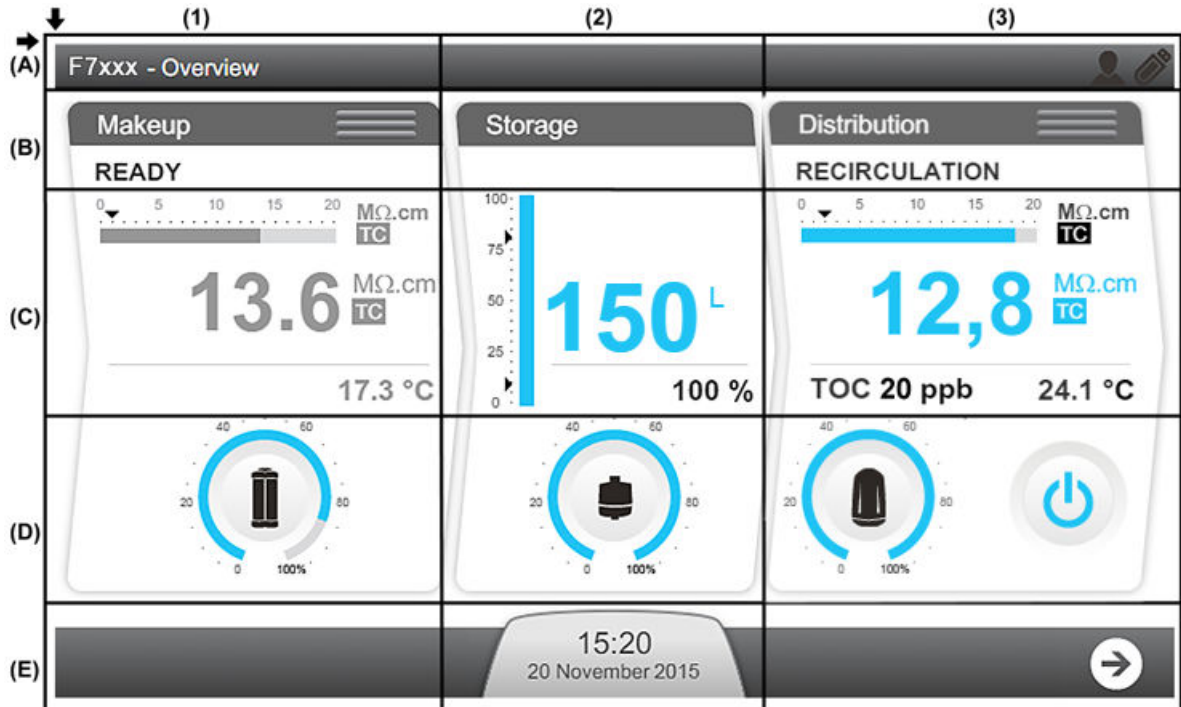 (1) (2) (3)
(A) F7xxx - Overview
(B) Makeup Storage Distribution
READY RECIRCULATION
0 5 10 15 20 MΩ.cm
TC
100
75
50
25
0
0 5 10 15 20 MΩ.cm
TC
(C) 13.6 MΩ.cm
TC
150 L
12,8 MΩ.cm
TC
17.3 °C
100 %
TOC 20 ppb 24.1 °C
(D) 0 20 40 60 80 100%
0 20 40 60 80 100%
0 20 40 60 80 100%
(E) 15:20
20 November 2015